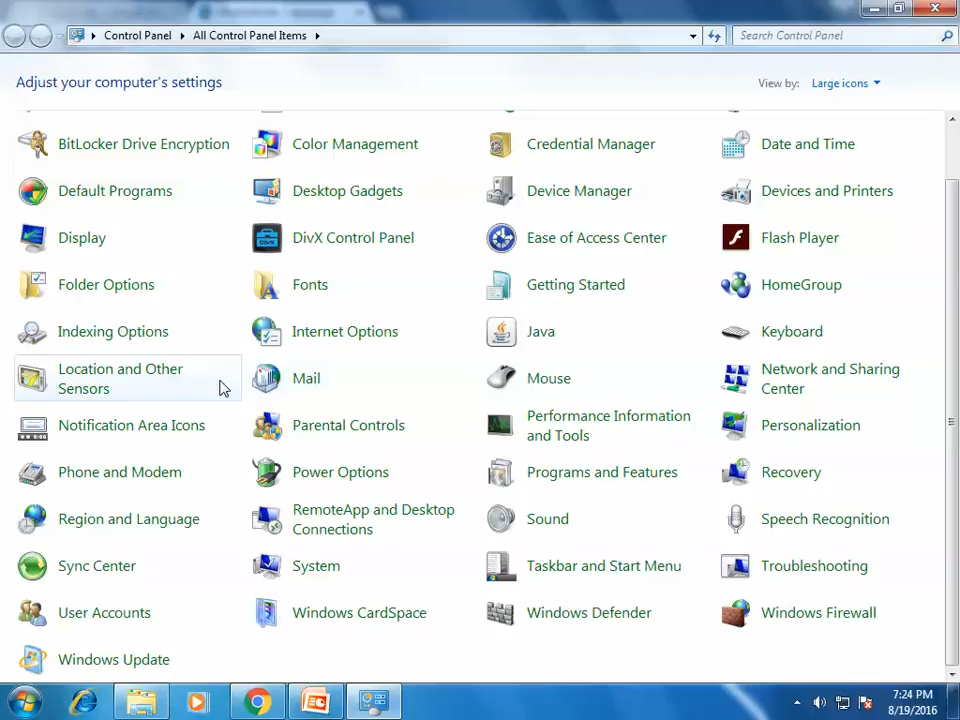 Control Panel All Control Panel Items Search Control Panel
Adjust your computer's settings View by: Large icons
BitLocker Drive Encryption Color Management Credential Manager Date and Time
Default Programs Desktop Gadgets Device Manager Devices and Printers
Display DivX Control Panel Ease of Access Center Flash Player
Folder Options Fonts Getting Started HomeGroup
Indexing Options Internet Options Java Keyboard
Location and Other
Sensors
Mail Mouse
Network and Sharing
Center
Notification Area Icons Parental Controls
Performance Information
and Tools
Personalization
Phone and Modem Power Options Programs and Features Recovery
Region and Language
RemoteApp and Desktop
Connections
Sound Speech Recognition
Sync Center System Taskbar and Start Menu Troubleshooting
User Accounts Windows CardSpace Windows Defender Windows Firewall
Windows Update
7:24 PM
8/19/2016